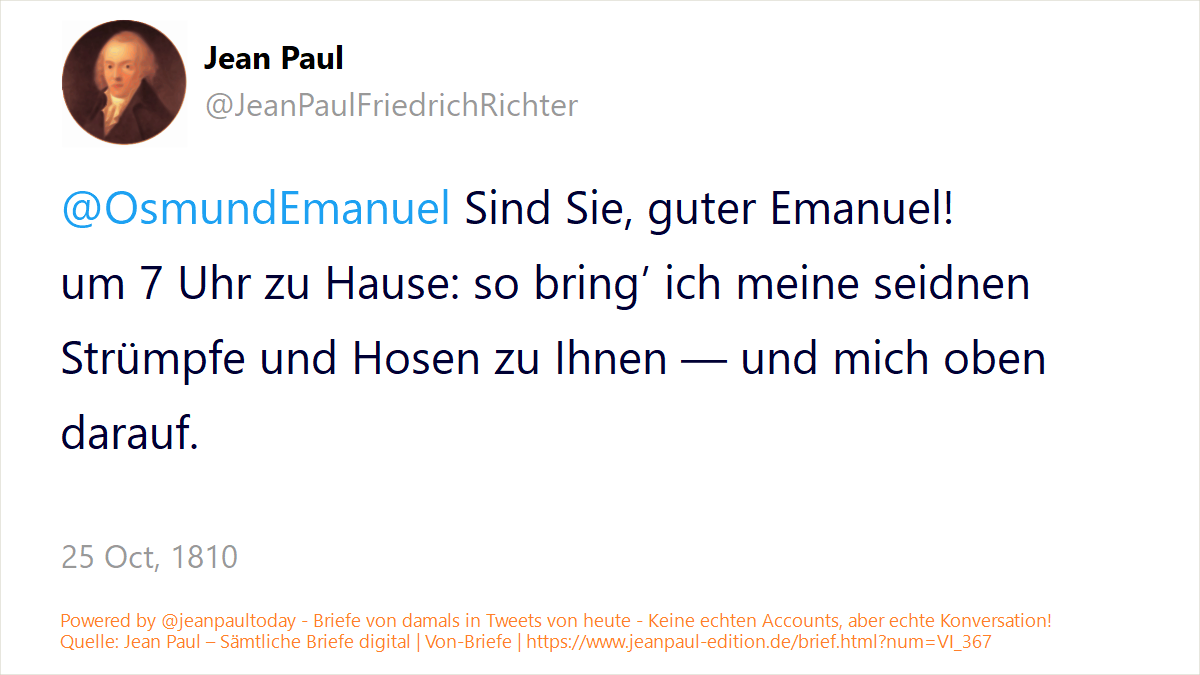 Jean Paul
@JeanPaulFriedrichRichter
@OsmundEmanuel Sind Sie, guter Emanuel!
um 7 Uhr zu Hause: so bring’ ich meine seidnen
Strümpfe und Hosen zu Ihnen — und mich oben
darauf.
25 Oct, 1810
Powered by @jeanpaultoday - Briefe von damals in Tweets von heute - Keine echten Accounts, aber echte Konversation!
Quelle: Jean Paul – Sämtliche Briefe digital | Von-Briefe | https://www.jeanpaul-edition.de/brief.html?num=VI_367